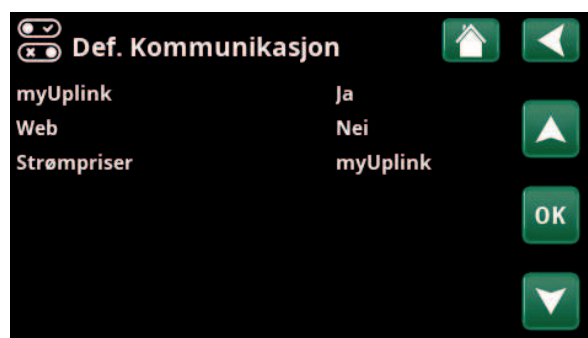 Def. Kommunikasjon
myUplink Ja
Web Nei
Strømpriser myUplink
OK